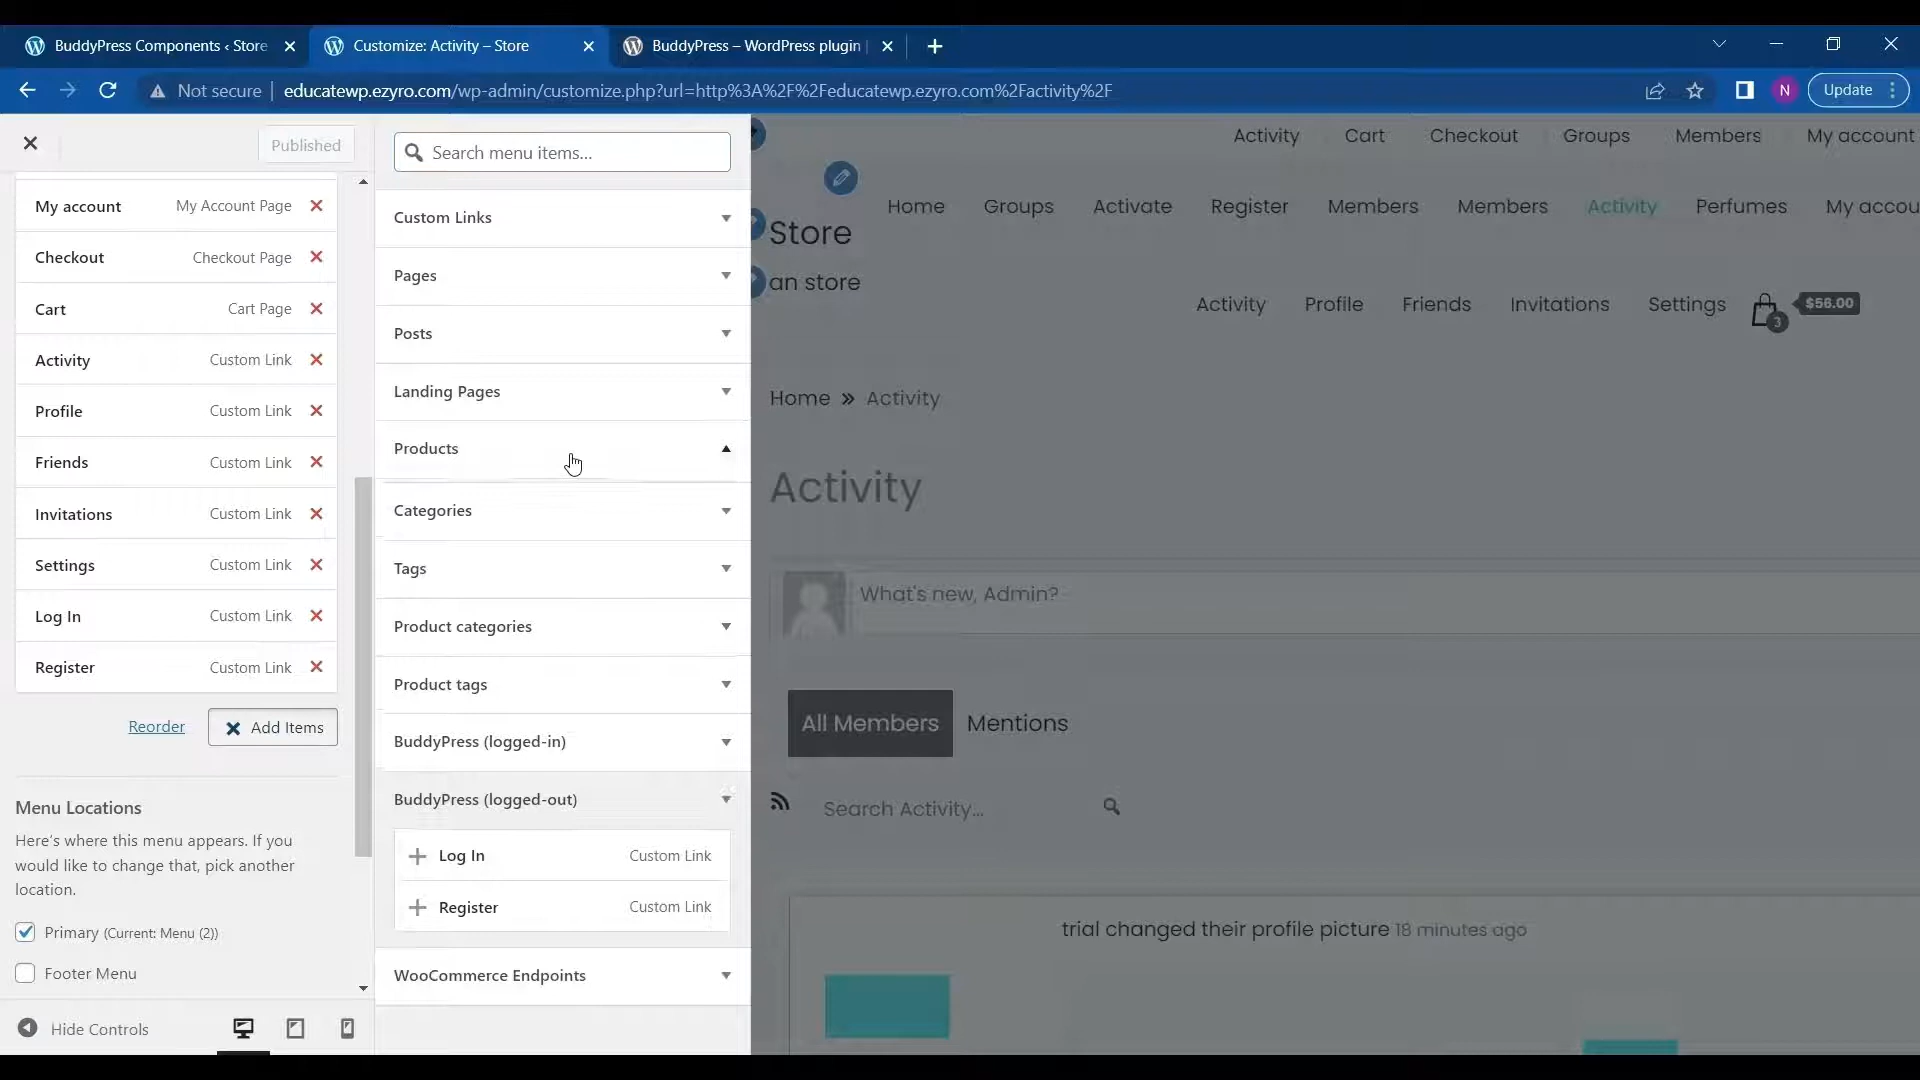 BuddyPress Components ‹ Store
Customize: Activity – Store
BuddyPress – WordPress plugin
Not secure
educatewp.ezyro.com/wp-admin/customize.php?url=http%3A%2F%2Feducatewp.ezyro.com%2Factivity%2F
N
Update
Published
My account My Account Page
Checkout Checkout Page
Cart Cart Page
Activity Custom Link
Profile Custom Link
Friends Custom Link
Invitations Custom Link
Settings Custom Link
Log In Custom Link
Register Custom Link
Reorder
Add Items
Menu Locations
Here's where this menu appears. If you
would like to change that, pick another
location.
Primary (Current: Menu (2))
Footer Menu
Hide Controls
Search menu items...
Custom Links
Pages
Posts
Landing Pages
Products
Categories
Tags
Product categories
Product tags
BuddyPress (logged-in)
BuddyPress (logged-out)
Log In Custom Link
Register Custom Link
WooCommerce Endpoints
Activity Cart Checkout Groups Members My account
Home Groups Activate Register Members Members Activity Perfumes My accou
Store
an store
Activity Profile Friends Invitations Settings
$56.00
3
Home » Activity
Activity
What's new, Admin?
All Members Mentions
Search Activity...
trial changed their profile picture 18 minutes ago